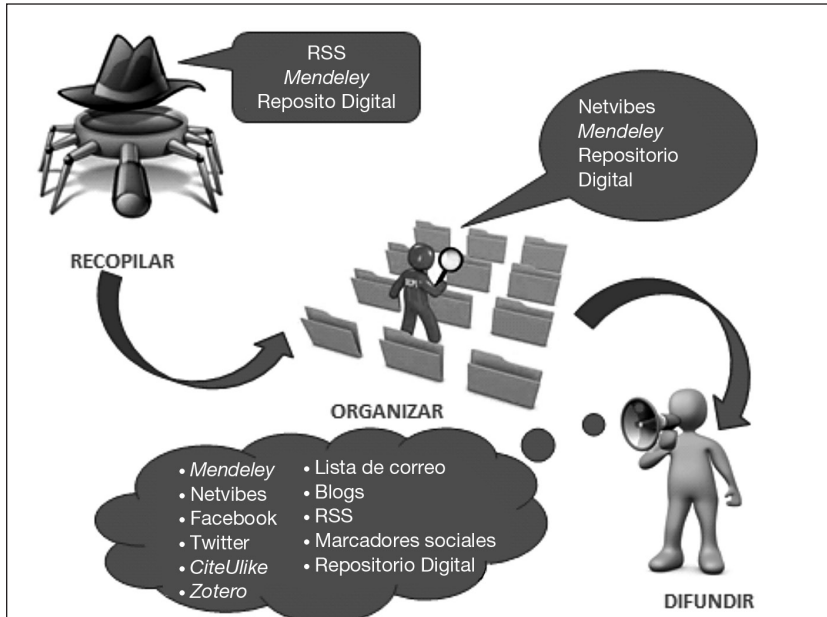 RSS
Mendeley
Reposito Digital
Netvibes
Mendeley
Repositorio
Digital
RECOPILAR
ORGANIZAR
• Mendeley
• Netvibes
• Facebook
• Twitter
• CiteUlike
• Zotero
• Lista de correo
• Blogs
• RSS
• Marcadores sociales
• Repositorio Digital
DIFUNDIR